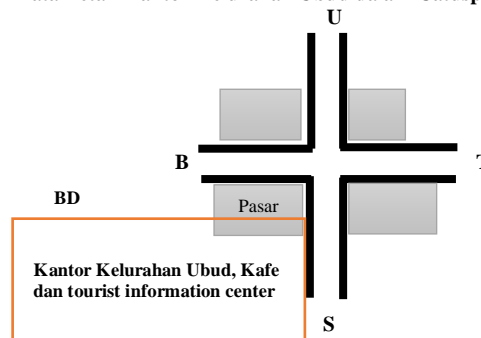 U
B
T
BD
Pasar
Kantor Kelurahan Ubud, Kafe
dan tourist information center
S